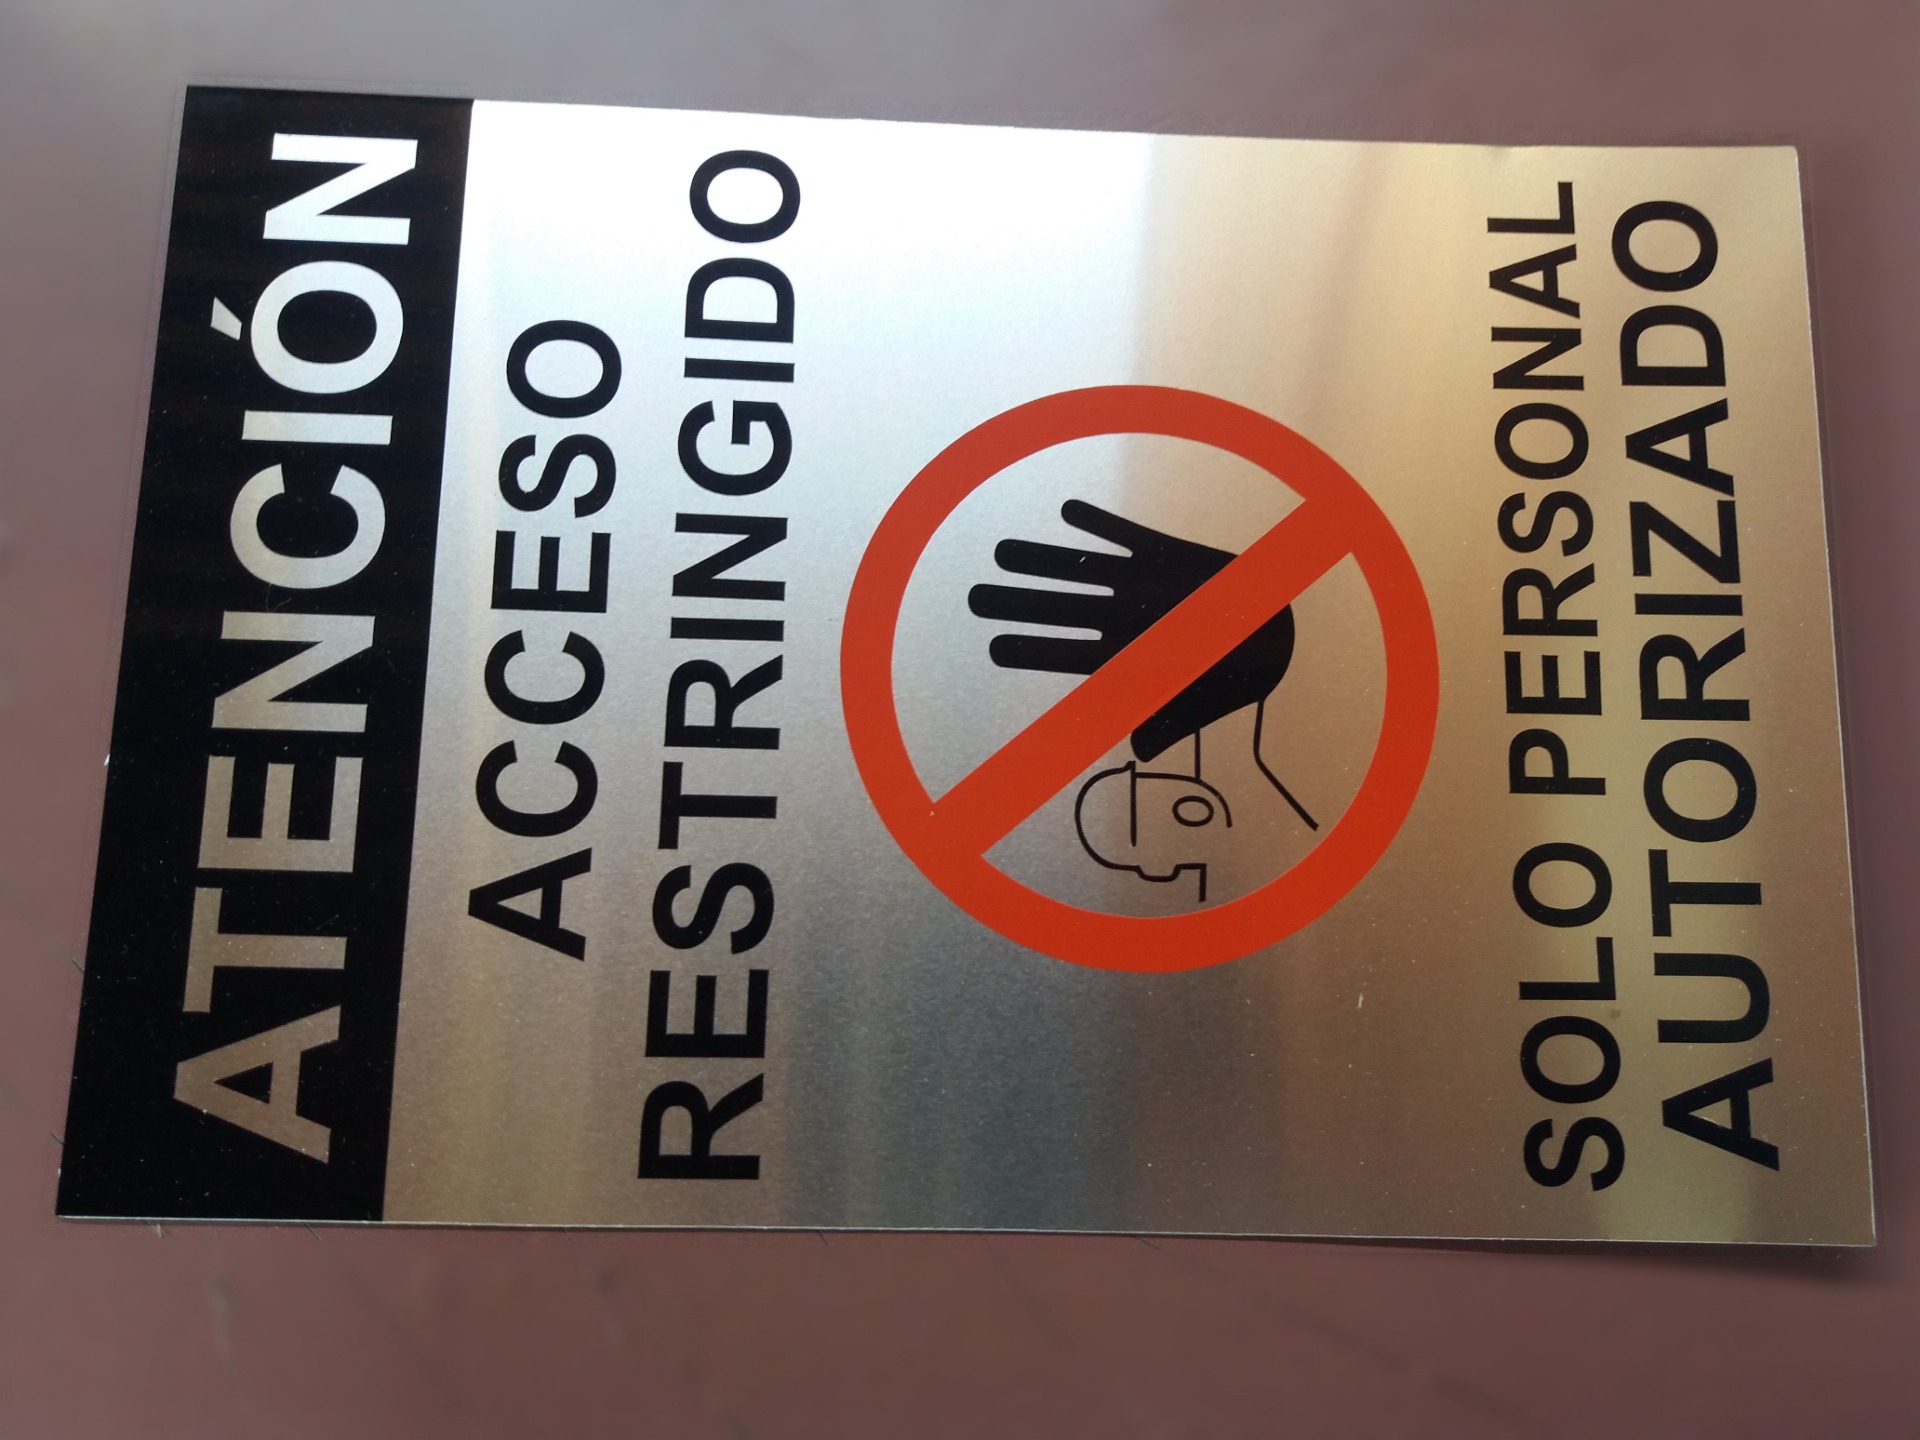 ATENCIÓN
ACCESO
RESTRINGIDO
SOLO PERSONAL
AUTORIZADO